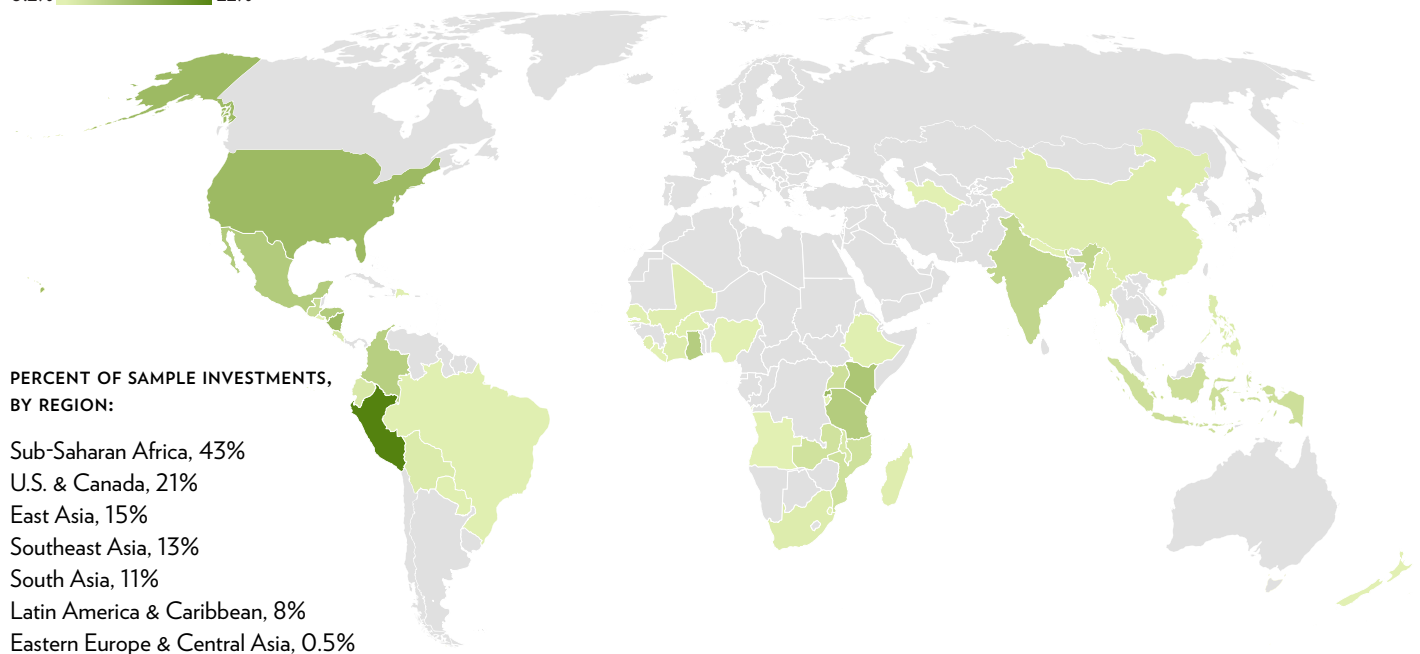 22%
PERCENT OF SAMPLE INVESTMENTS,
BY REGION:
Sub-Saharan Africa, 43%
U.S. & Canada, 21%
East Asia, 15%
Southeast Asia, 13%
South Asia, 11%
Latin America & Caribbean, 8%
Eastern Europe & Central Asia, 0.5%